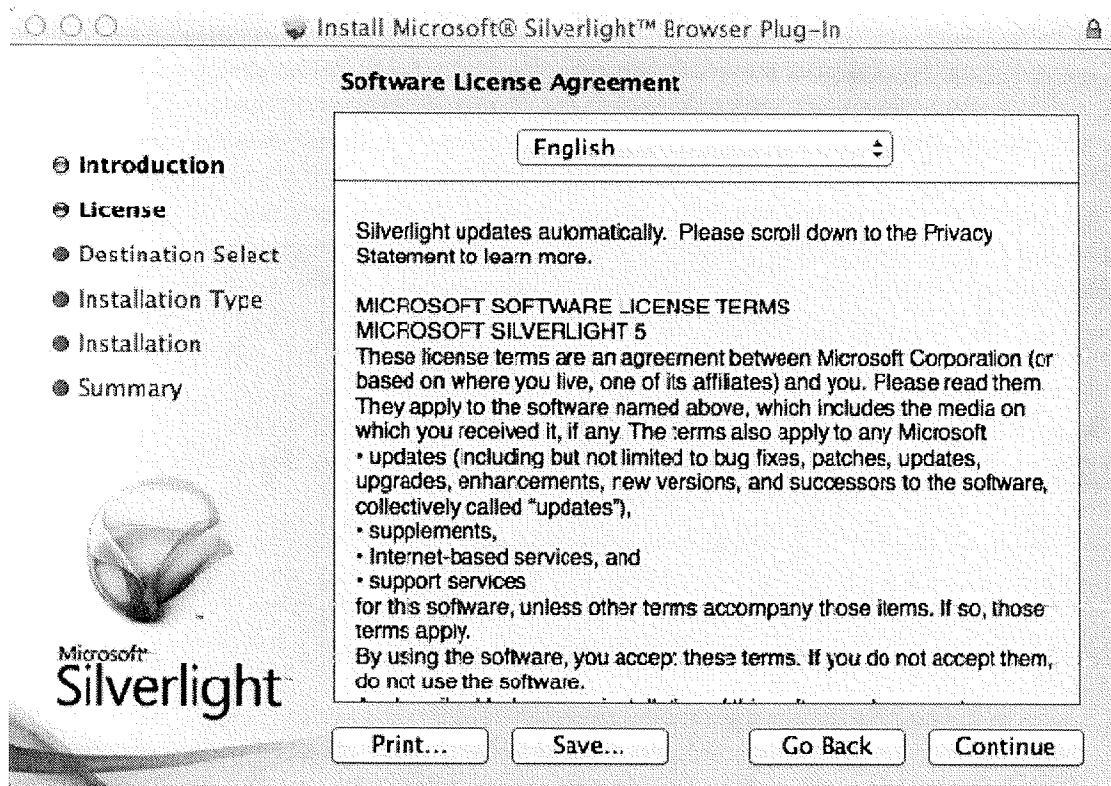 Install Microsoft® Silverlight™ Browser Plug-In
Software License Agreement
English
Introduction
License
Destination Select
Installation Type
Installation
Summary
Silverlight updates automatically. Please scroll down to the Privacy
Statement to learn more.
MICROSOFT SOFTWARE LICENSE TERMS
MICROSOFT SILVERLIGHT 5
These license terms are an agreement between Microsoft Corporation (or
based on where you live, one of its affiliates) and you. Please read them
They apply to the software named above, which includes the media on
which you received it, if any. The terms also apply to any Microsoft
• updates (including but not limited to bug fixes, patches, updates,
upgrades, enhancements, new versions, and successors to the software,
collectively called "updates"),
• supplements,
• Internet-based services, and
• support services
for this software, unless other terms accompany those items. If so, those
terms apply.
By using the software, you accept these terms. If you do not accept them,
do not use the software.
Microsoft®
Silverlight
Print...
Save...
Go Back
Continue